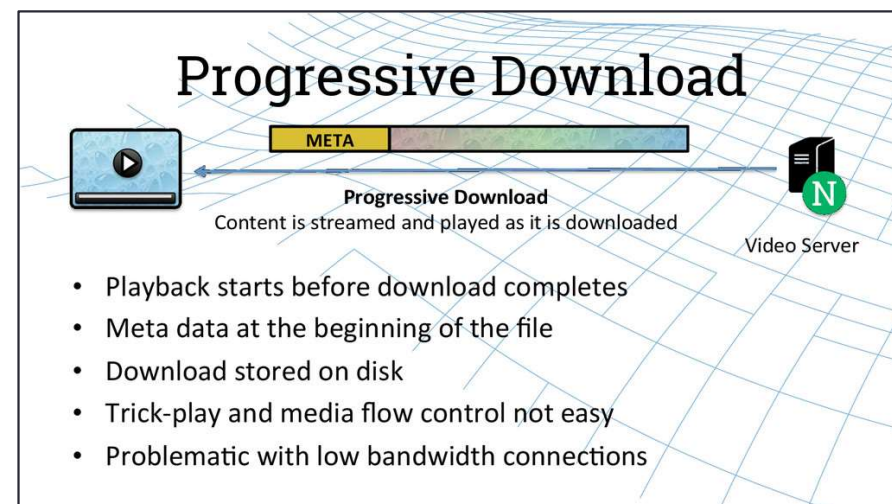 Progressive Download
META
Progressive Download
Content is streamed and played as it is downloaded
N
Video Server
• Playback starts before download completes
• Meta data at the beginning of the file
• Download stored on disk
• Trick-play and media flow control not easy
• Problematic with low bandwidth connections